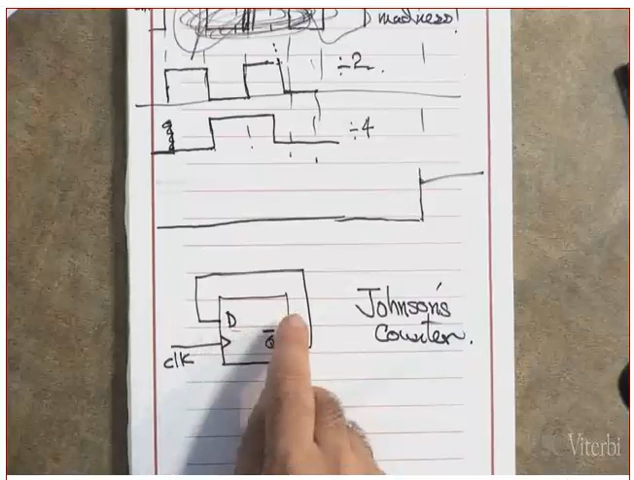 madness!
÷2
÷4
Johnson's
Counter.
D
Q̅
clk
Viterbi